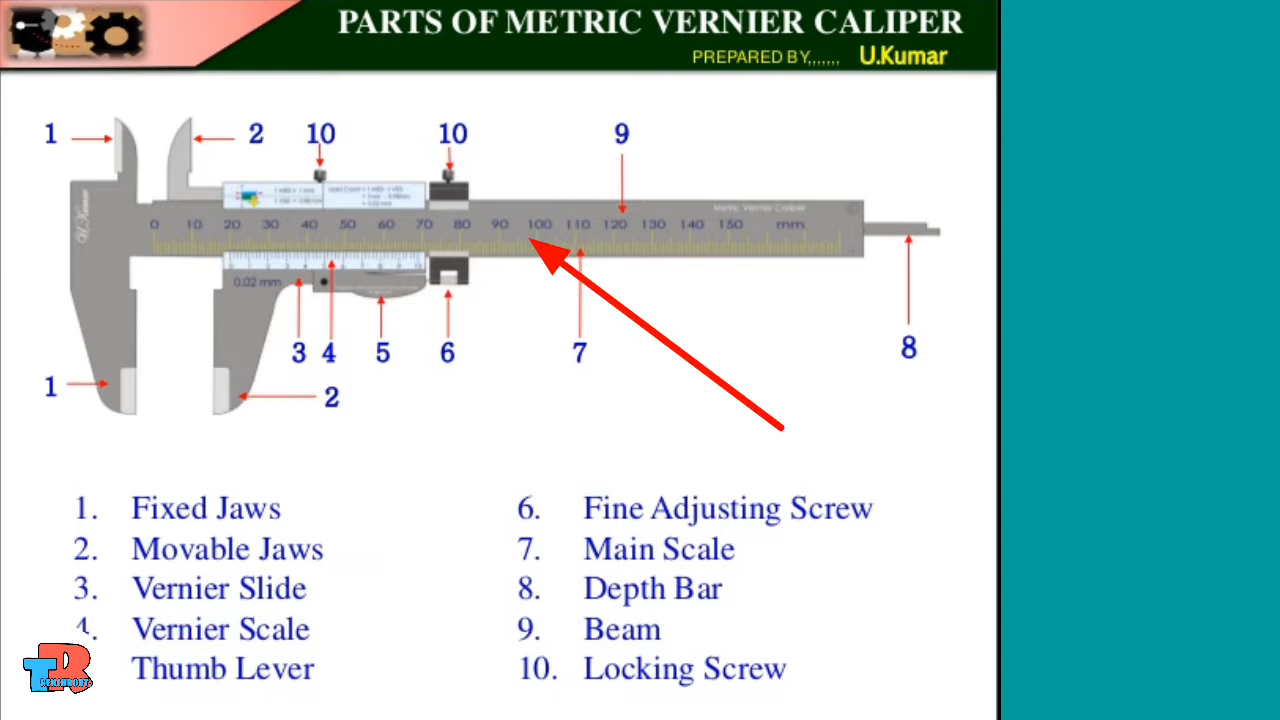 PARTS OF METRIC VERNIER CALIPER
PREPARED BY,,,,,,, U.Kumar
1 2 10 10 9
U.Kumar
Metric Vernier Caliper
0 10 20 30 40 50 60 70 80 90 100 110 120 130 140 150 mm
0.02 mm
3 4 5 6 7 8
1 2
1. Fixed Jaws
2. Movable Jaws
3. Vernier Slide
4. Vernier Scale
Thumb Lever
6. Fine Adjusting Screw
7. Main Scale
8. Depth Bar
9. Beam
10. Locking Screw
TR